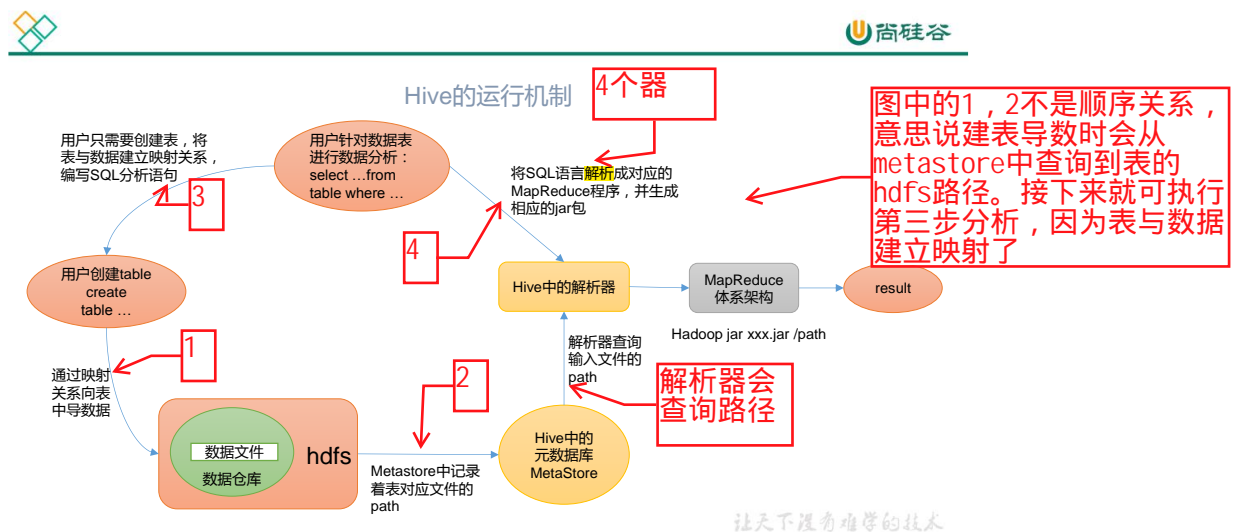 尚硅谷
Hive的运行机制
4个器
图中的1，2不是顺序关系，
意思说建表导数时会从
metastore中查询到表的
hdfs路径。接下来就可执行
第三步分析，因为表与数据
建立映射了
用户只需要创建表，将
表与数据建立映射关系，
编写SQL分析语句
3
用户针对数据表
进行数据分析：
select …from
table where …
将SQL语言解析成对应的
MapReduce程序，并生成
相应的jar包
4
用户创建table
create
table …
Hive中的解析器
MapReduce
体系架构
result
Hadoop jar xxx.jar /path
1
通过映射
关系向表
中导数据
2
解析器查询
输入文件的
path
解析器会
查询路径
数据文件
数据仓库
hdfs
Metastore中记录
着表对应文件的
path
Hive中的
元数据库
MetaStore
让天下没有难学的技术